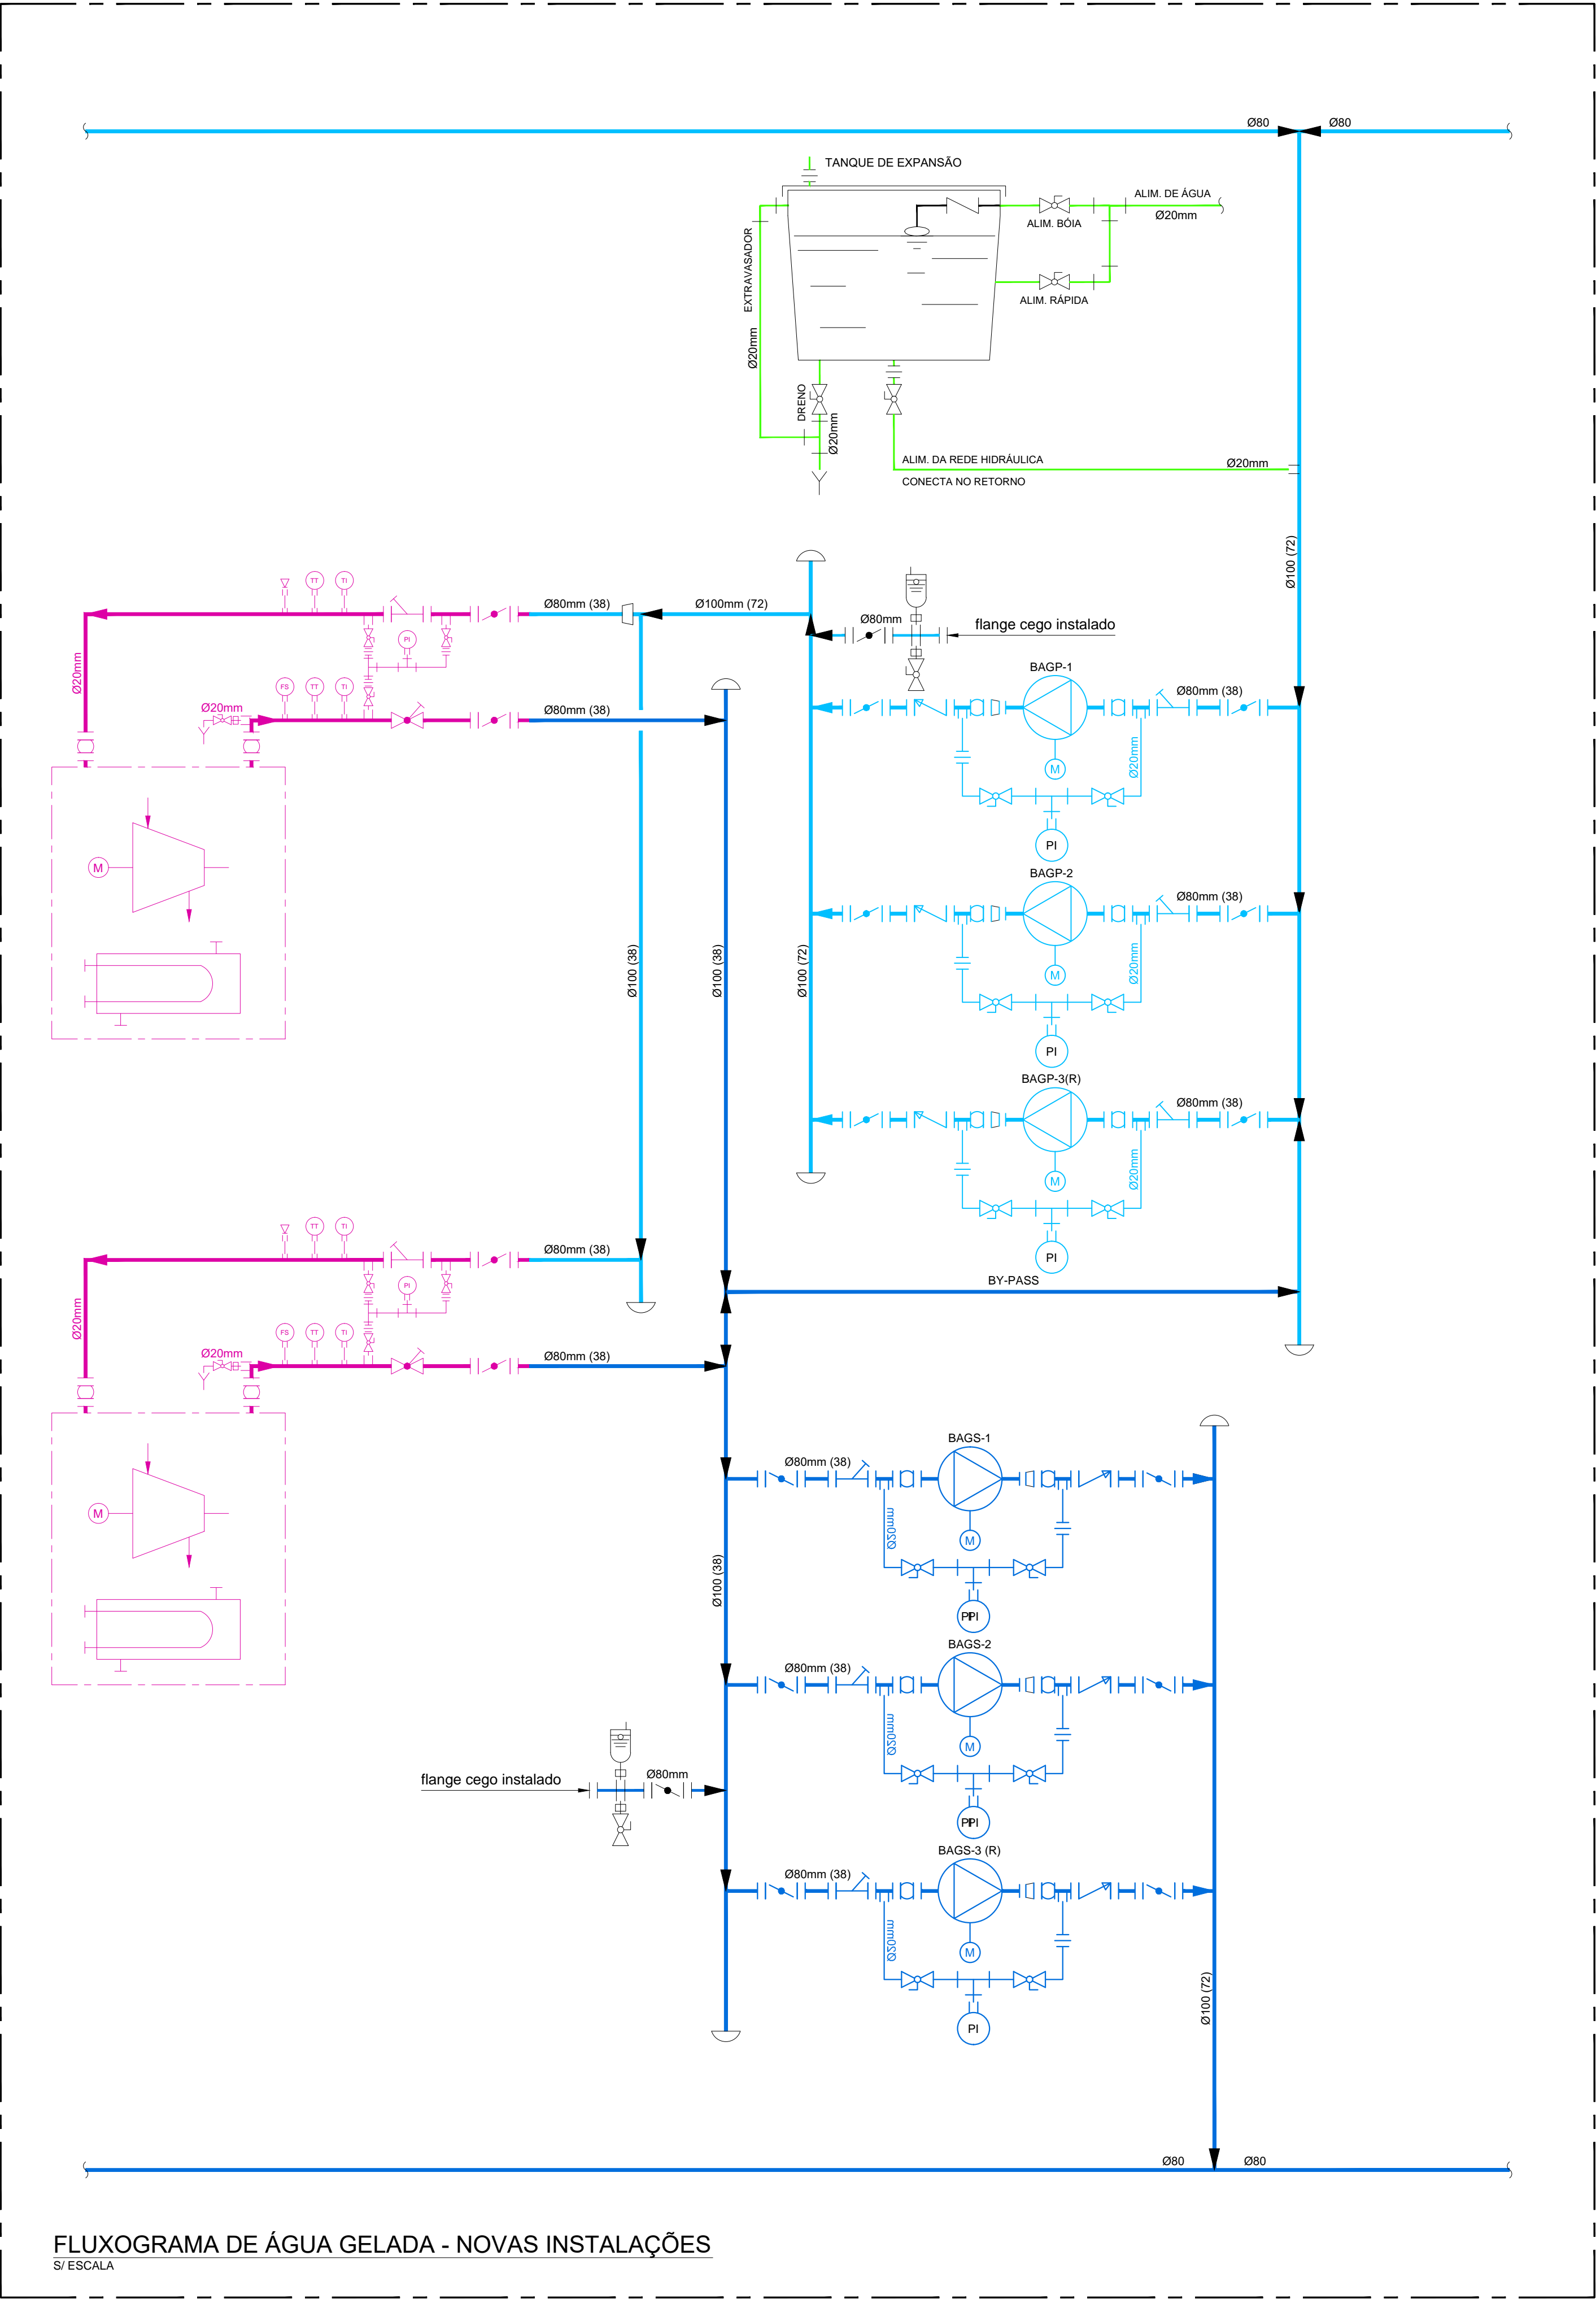 Ø80
Ø80
TANQUE DE EXPANSÃO
ALIM. DE ÁGUA
Ø20mm
ALIM. BÓIA
ALIM. RÁPIDA
EXTRAVASADOR
Ø20mm
DRENO
Ø20mm
ALIM. DA REDE HIDRÁULICA
CONECTA NO RETORNO
Ø20mm
Ø100 (72)
TT
TI
Ø80mm (38)
Ø100mm (72)
Ø80mm
flange cego instalado
PI
Ø20mm
FS
TT
TI
Ø20mm
Ø80mm (38)
BAGP-1
Ø80mm (38)
Ø20mm
M
PI
M
BAGP-2
Ø80mm (38)
Ø20mm
M
PI
Ø100 (38)
Ø100 (38)
Ø100 (72)
BAGP-3(R)
Ø80mm (38)
Ø20mm
M
PI
TT
TI
Ø80mm (38)
PI
Ø20mm
BY-PASS
FS
TT
TI
Ø20mm
Ø80mm (38)
M
BAGS-1
Ø80mm (38)
Ø20mm
M
PIPI
Ø100 (38)
BAGS-2
Ø80mm (38)
Ø20mm
M
PIPI
flange cego instalado
Ø80mm
BAGS-3 (R)
Ø80mm (38)
Ø20mm
M
PI
Ø100 (72)
Ø80
Ø80
FLUXOGRAMA DE ÁGUA GELADA - NOVAS INSTALAÇÕES
S/ ESCALA